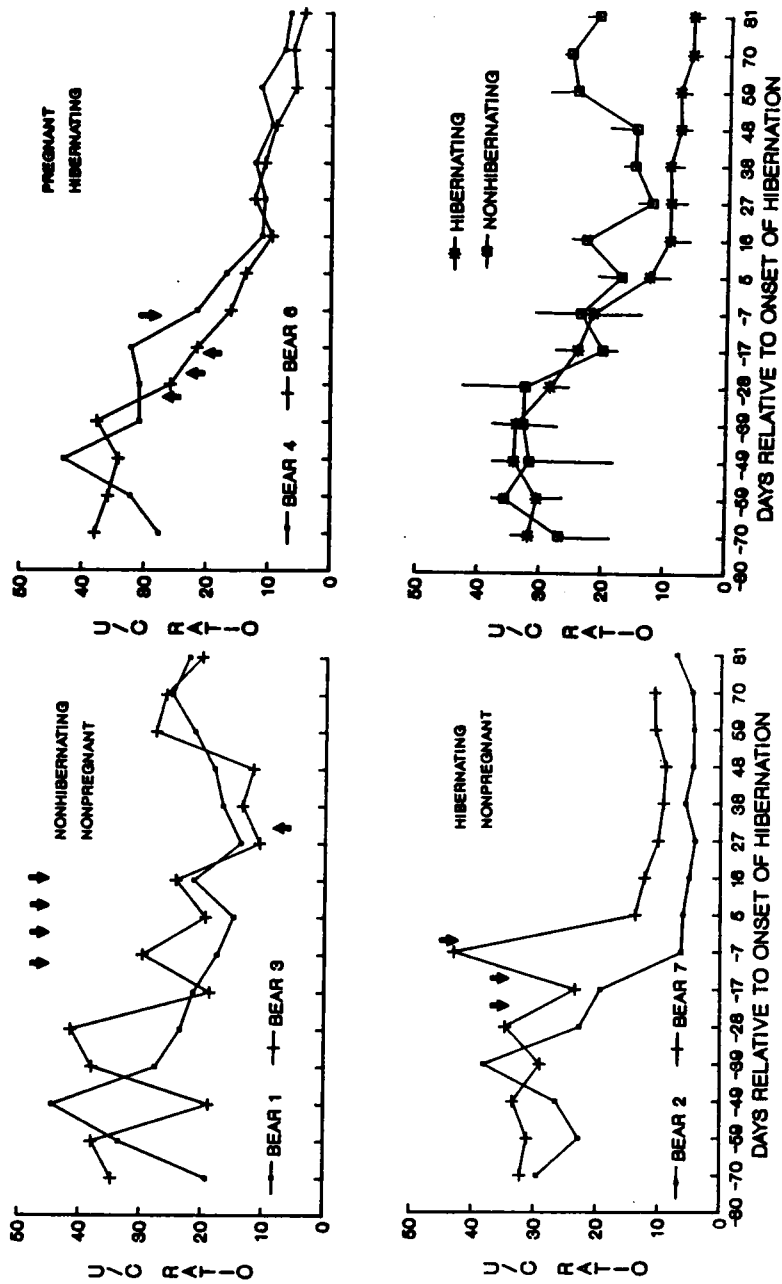 50
40
30
20
10
0
U/C RATIO
NONHIBERNATING
NONPREGNANT
BEAR 1
BEAR 3
50
40
30
20
10
0
U/C RATIO
PREGNANT
HIBERNATING
BEAR 4
BEAR 6
50
40
30
20
10
0
U/C RATIO
HIBERNATING
NONPREGNANT
BEAR 2
BEAR 7
-80 -70 -59 -49 -39 -28 -17 -7 5 16 27 38 48 59 70 81
DAYS RELATIVE TO ONSET OF HIBERNATION
50
40
30
20
10
0
U/C RATIO
HIBERNATING
NONHIBERNATING
-80 -70 -59 -49 -39 -28 -17 -7 5 16 27 38 48 59 70 81
DAYS RELATIVE TO ONSET OF HIBERNATION